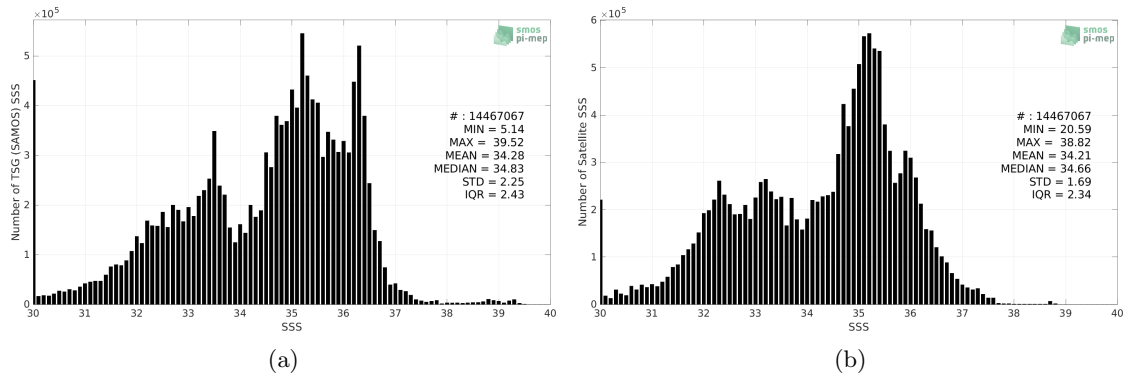 ×10⁵
5
4
3
2
1
0
Number of TSG (SAMOS) SSS
30 31 32 33 34 35 36 37 38 39 40
SSS
smos
pi-mep
# : 14467067
MIN = 5.14
MAX = 39.52
MEAN = 34.28
MEDIAN = 34.83
STD = 2.25
IQR = 2.43
(a)
×10⁵
6
5
4
3
2
1
0
Number of Satellite SSS
30 31 32 33 34 35 36 37 38 39 40
SSS
smos
pi-mep
# : 14467067
MIN = 20.59
MAX = 38.82
MEAN = 34.21
MEDIAN = 34.66
STD = 1.69
IQR = 2.34
(b)